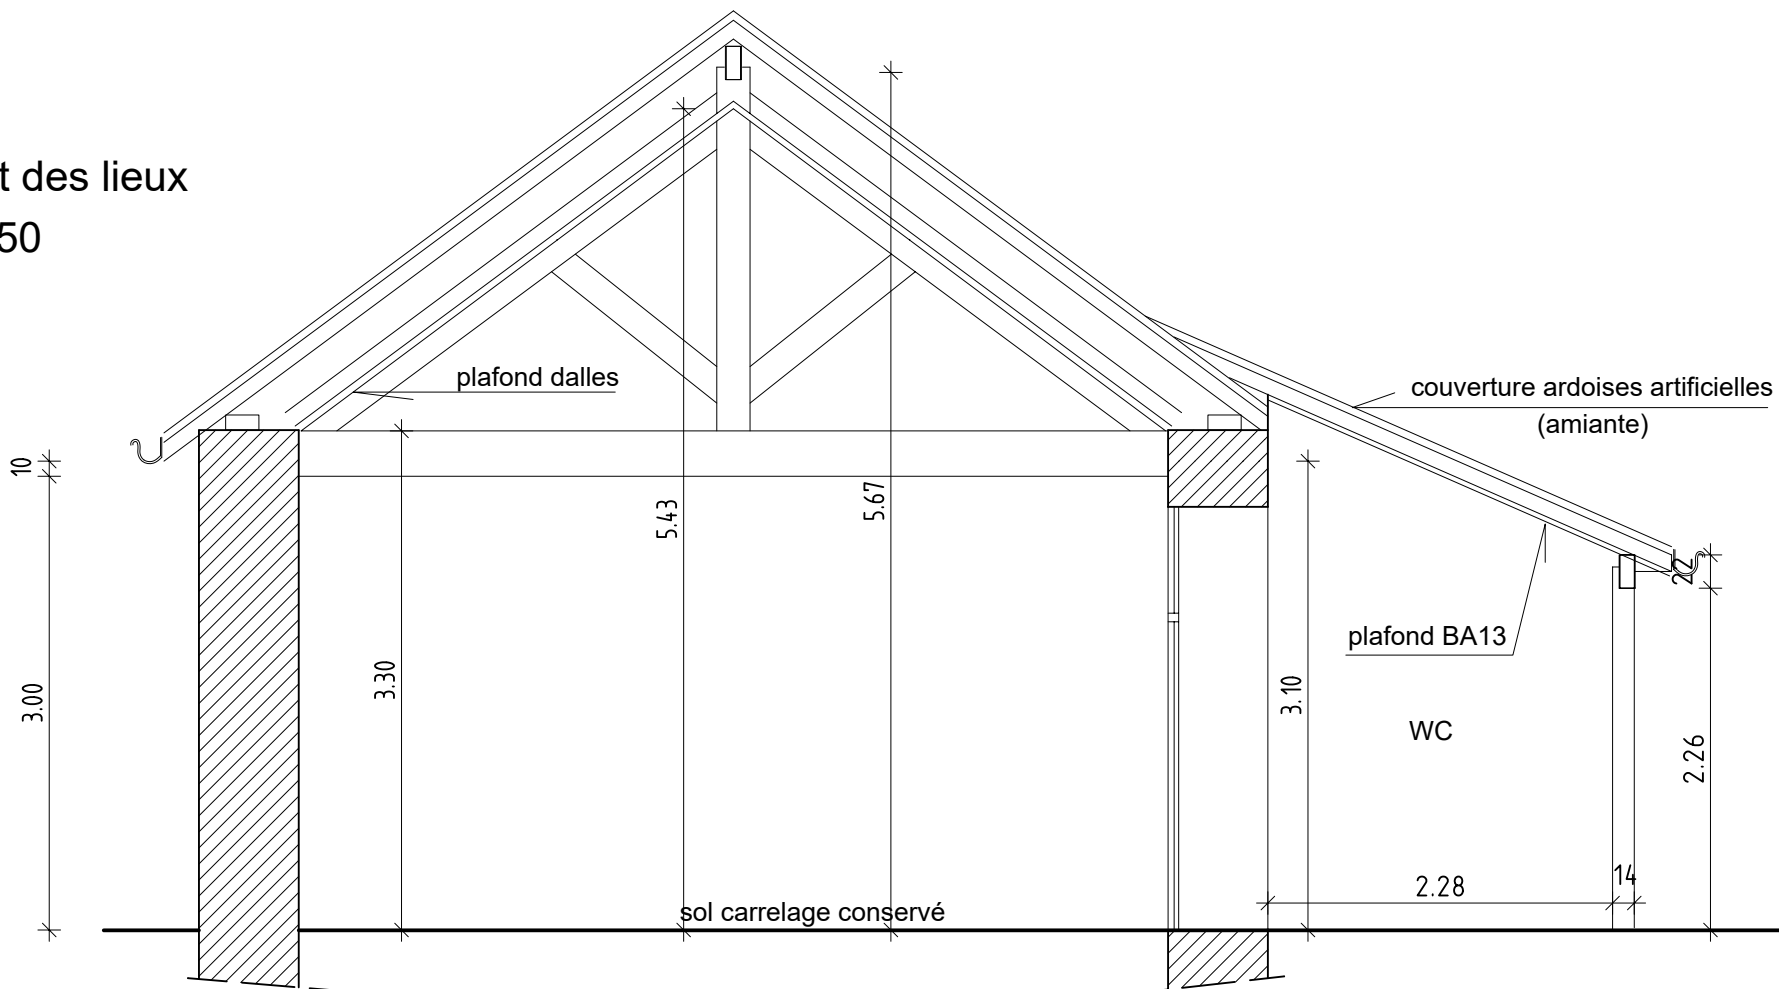 t des lieux
50
plafond dalles
couverture ardoises artificielles
(amiante)
10
5.43
5.67
22
plafond BA13
3.00
3.30
3.10
WC
2.26
2.28
14
sol carrelage conservé